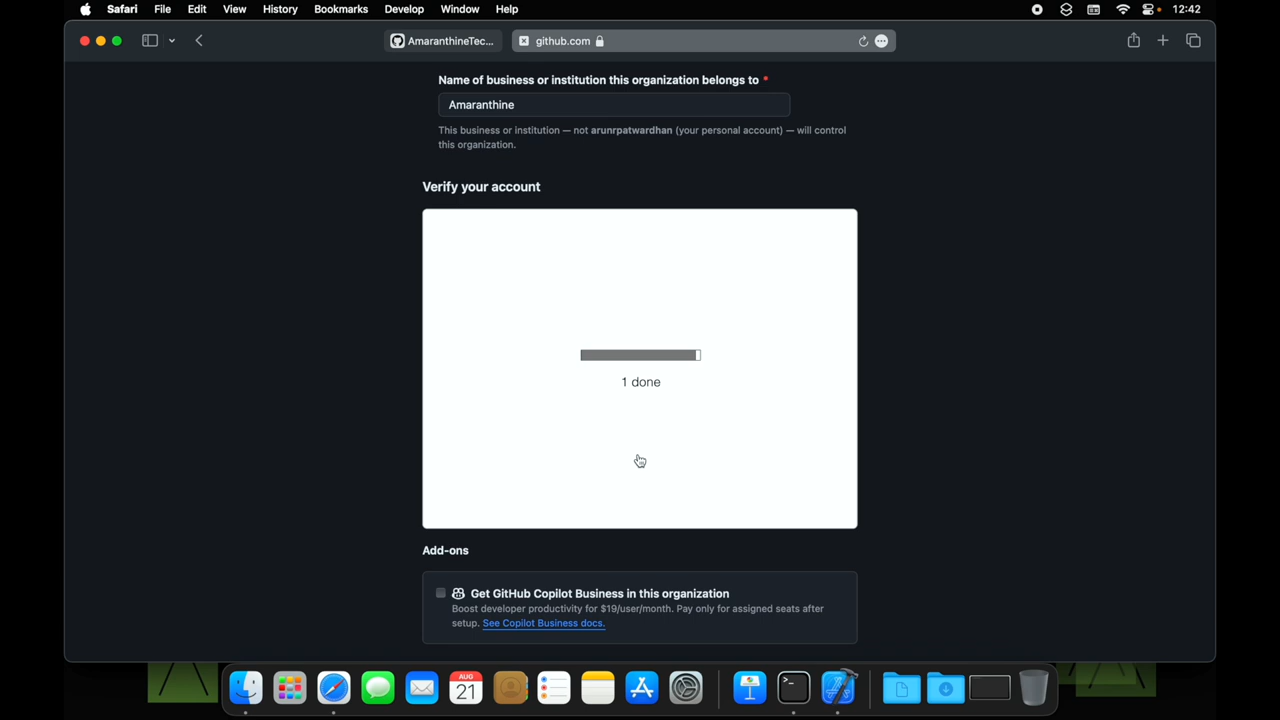 Safari File Edit View History Bookmarks Develop Window Help 12:42
AmaranthineTec... github.com
Name of business or institution this organization belongs to *
Amaranthine
This business or institution — not arunrpatwardhan (your personal account) — will control
this organization.
Verify your account
1 done
Add-ons
Get GitHub Copilot Business in this organization
Boost developer productivity for $19/user/month. Pay only for assigned seats after
setup. See Copilot Business docs.
AUG
21